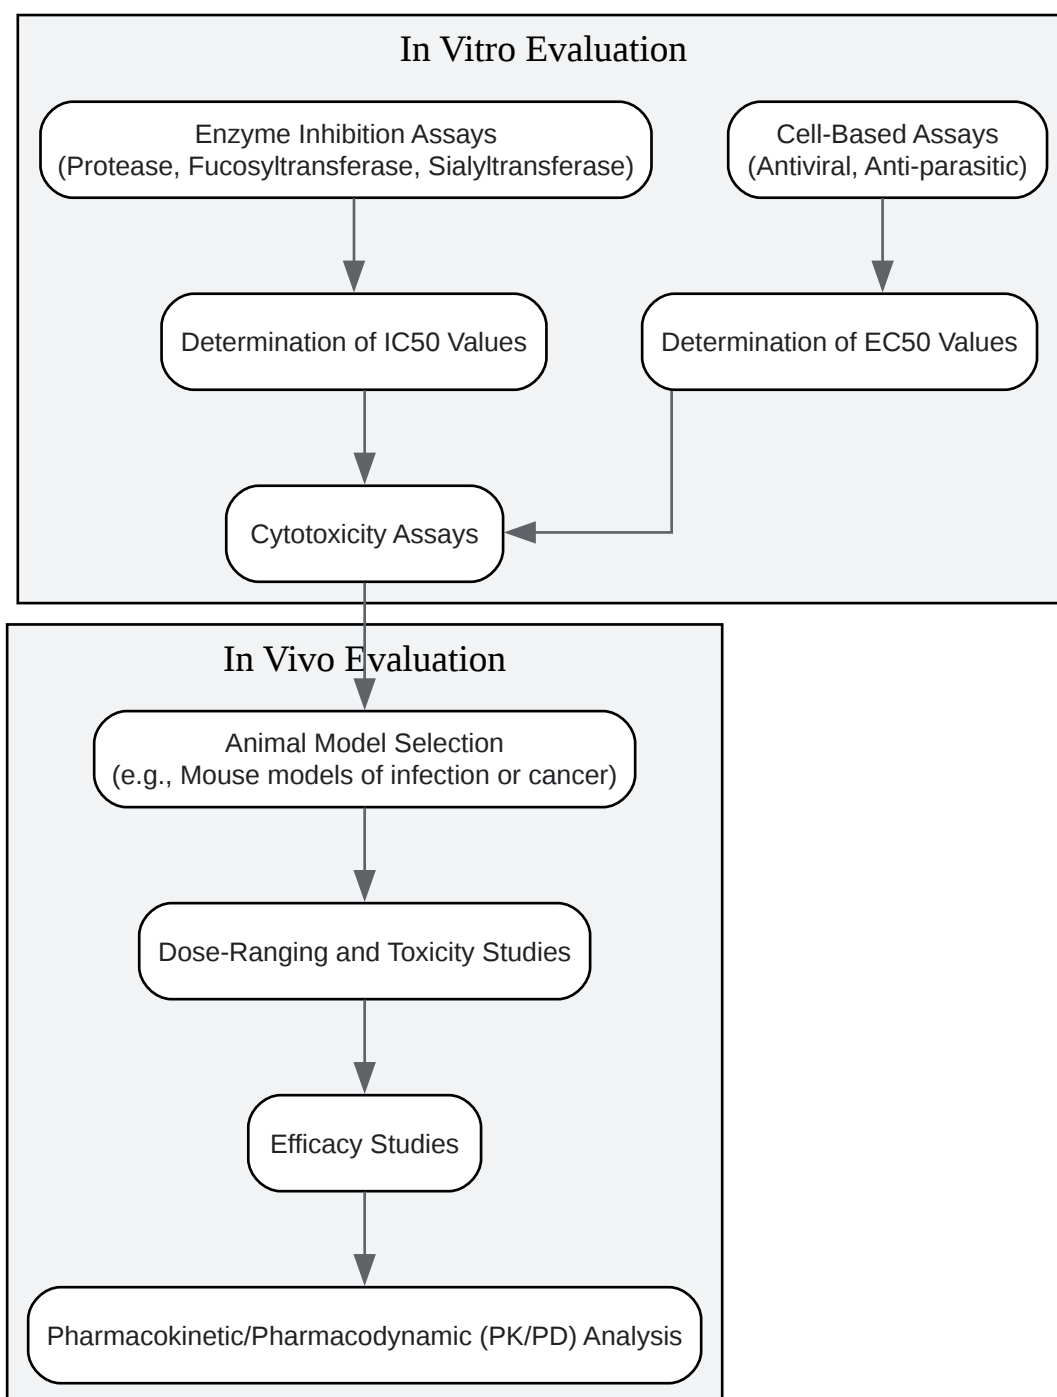 In Vitro Evaluation
Enzyme Inhibition Assays
(Protease, Fucosyltransferase, Sialyltransferase)
Cell-Based Assays
(Antiviral, Anti-parasitic)
Determination of IC50 Values
Determination of EC50 Values
Cytotoxicity Assays
In Vivo Evaluation
Animal Model Selection
(e.g., Mouse models of infection or cancer)
Dose-Ranging and Toxicity Studies
Efficacy Studies
Pharmacokinetic/Pharmacodynamic (PK/PD) Analysis